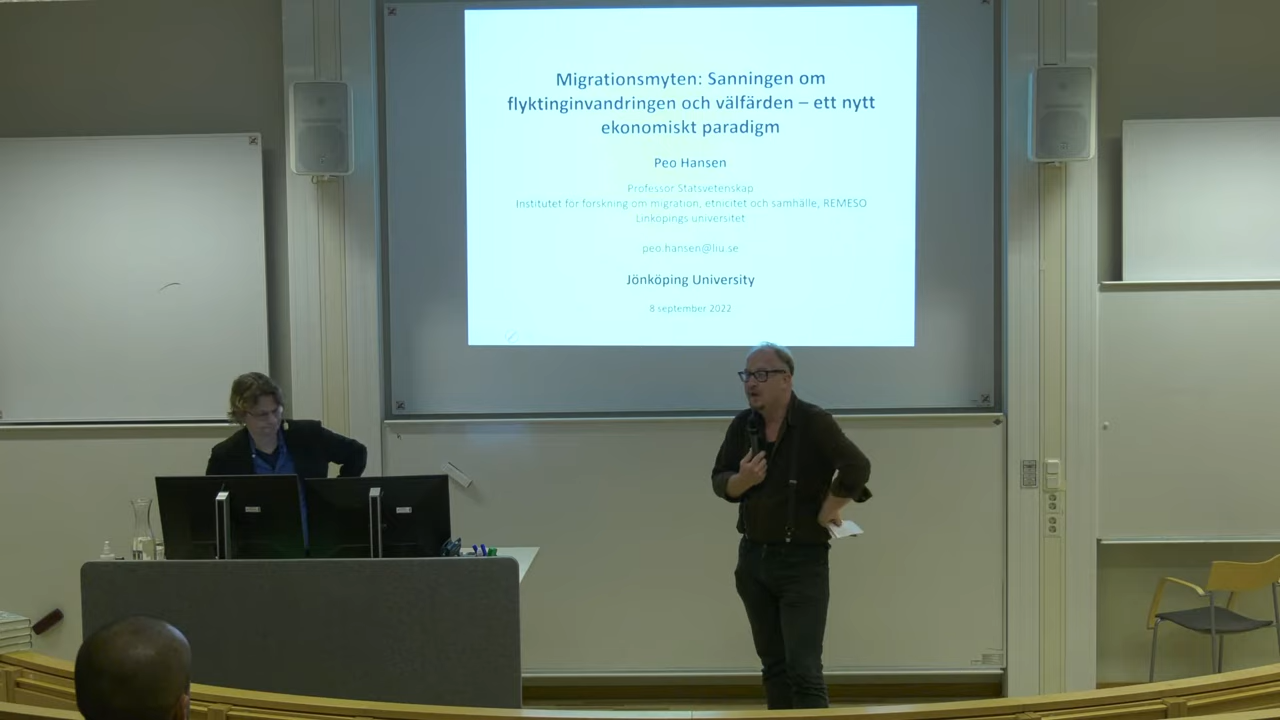 Migrationsmyten: Sanningen om
flyktinginvandringen och välfärden – ett nytt
ekonomiskt paradigm
Peo Hansen
Professor Statsvetenskap
Institutet för forskning om migration, etnicitet och samhälle, REMESO
Linköpings universitet
peo.hansen@liu.se
Jönköping University
8 september 2022